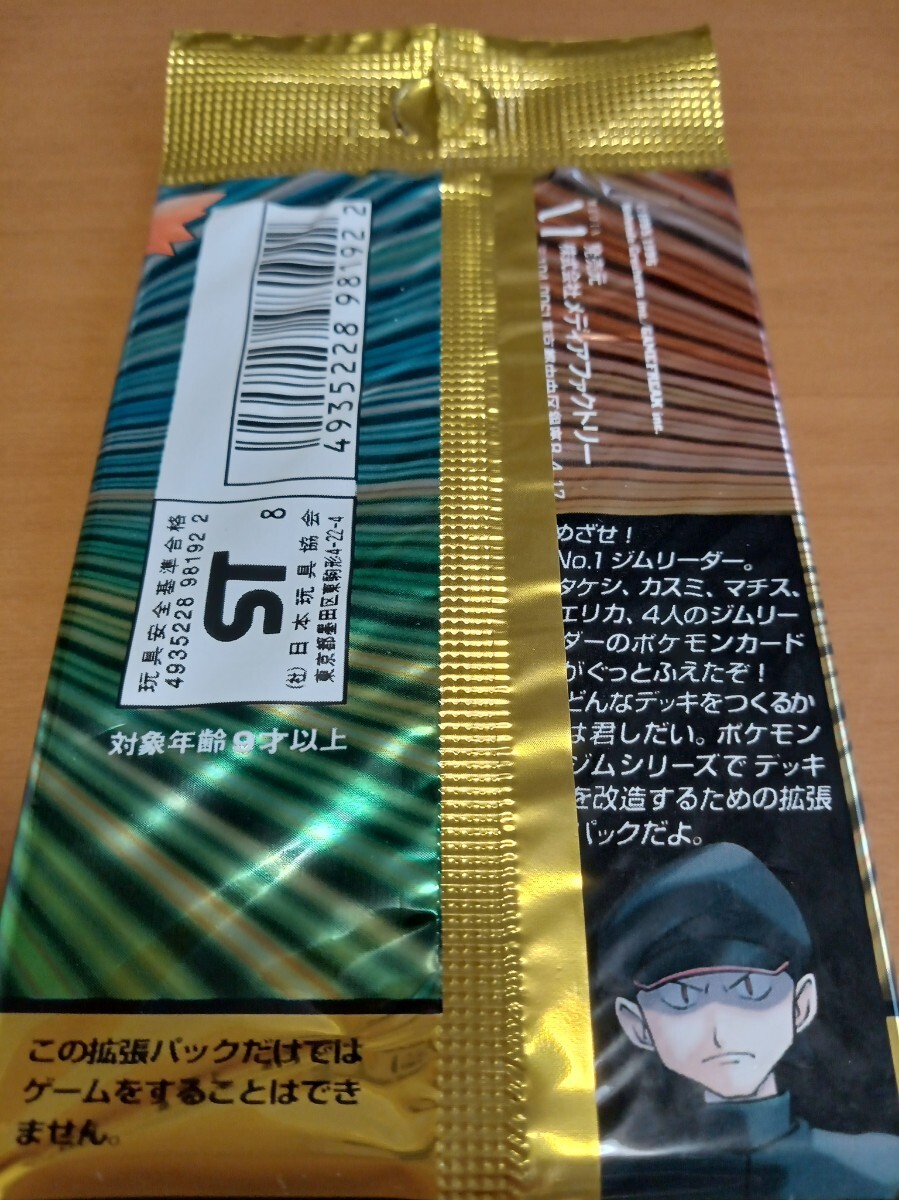 4935228 981922
玩具安全基準合格
4935228 981922
ST
8
(社)日本玩具協会
東京都墨田区東駒形4-22-4
対象年齢9才以上
この拡張パックだけでは
ゲームをすることはでき
ません。
GAMEFREAK inc.
株式会社メディアファクトリー
めざせ!
No.1 ジムリーダー。
タケシ、カスミ、マチス、
エリカ、4人のジムリー
ダーのポケモンカード
がぐっとふえたぞ!
どんなデッキをつくるか
は君しだい。ポケモン
ジムシリーズでデッキ
を改造するための拡張
パックだよ。